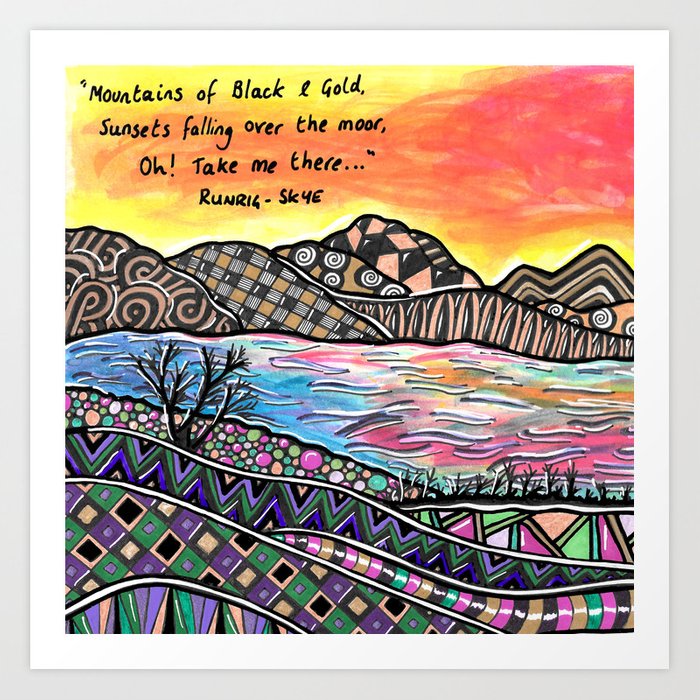 "Mountains of Black & Gold,
Sunsets falling over the moor,
Oh! Take me there..."
RUNRIG - SKYE